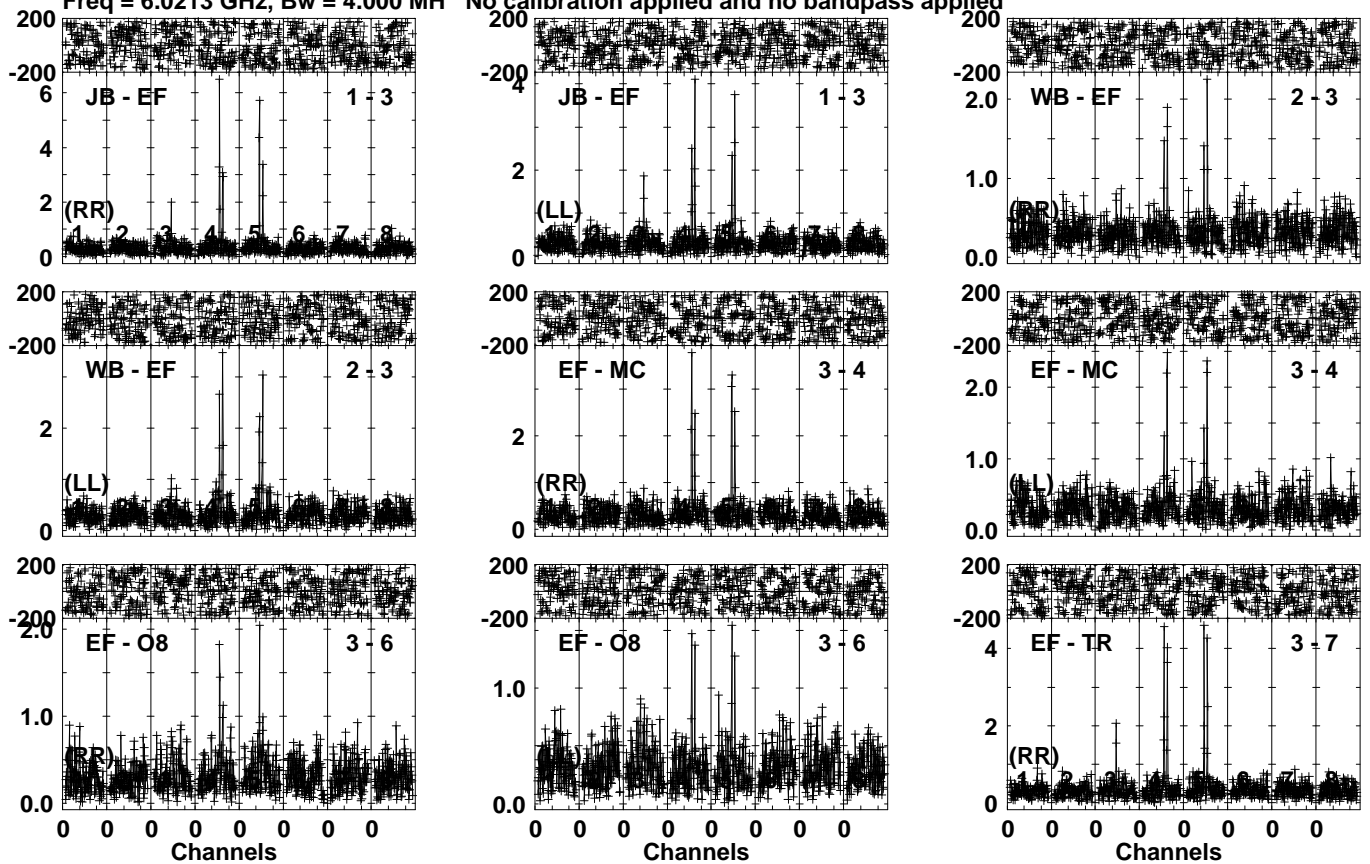 Freq = 6.0213 GHz, Bw = 4.000 MH No calibration applied and no bandpass applied
200 200 200
-200 -200 -200
JB - EF 1 - 3 JB - EF 1 - 3 WB - EF 2 - 3
6 4 2.0
4 2 1.0
2
(RR) (LL) (RR)
1 2 3 4 5 6 7 8
0 0 0.0
200 200 200
-200 -200 -200
WB - EF 2 - 3 EF - MC 3 - 4 EF - MC 3 - 4
2 2 2.0
1.0
(LL) (RR) (LL)
0 0 0.0
200 200 200
-200 -200 -200
EF - O8 3 - 6 EF - O8 3 - 6 EF - TR 3 - 7
2.0 1.0 4
1.0 2
(RR) (RR)
1 2 3 4 5 6 7 8
0.0 0.0 0
0 0 0 0 0 0 0 0 0 0 0 0 0 0 0 0 0 0 0 0 0 0 0 0
Channels Channels Channels